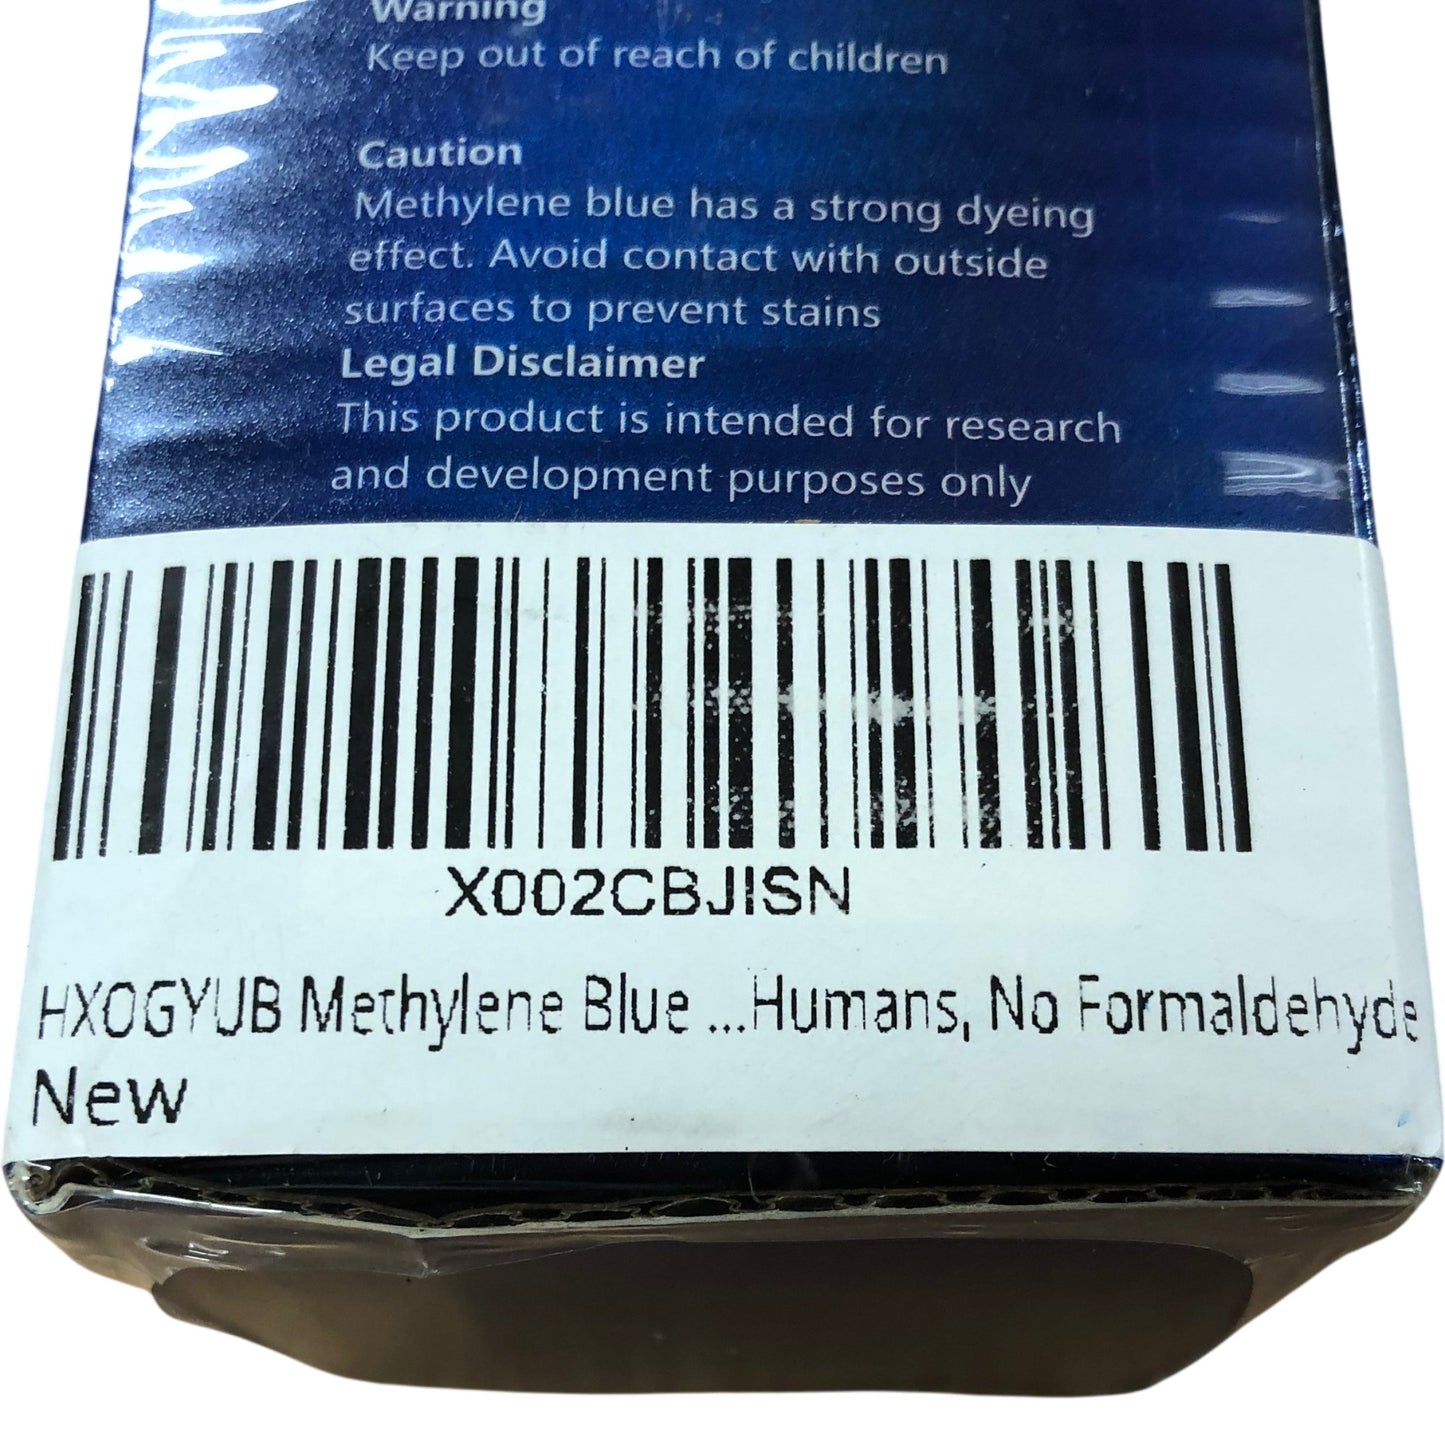 Warning
Keep out of reach of children
Caution
Methylene blue has a strong dyeing
effect. Avoid contact with outside
surfaces to prevent stains
Legal Disclaimer
This product is intended for research
and development purposes only
X002CBJISN
HXOGYUB Methylene Blue ...Humans, No Formaldehyde
New